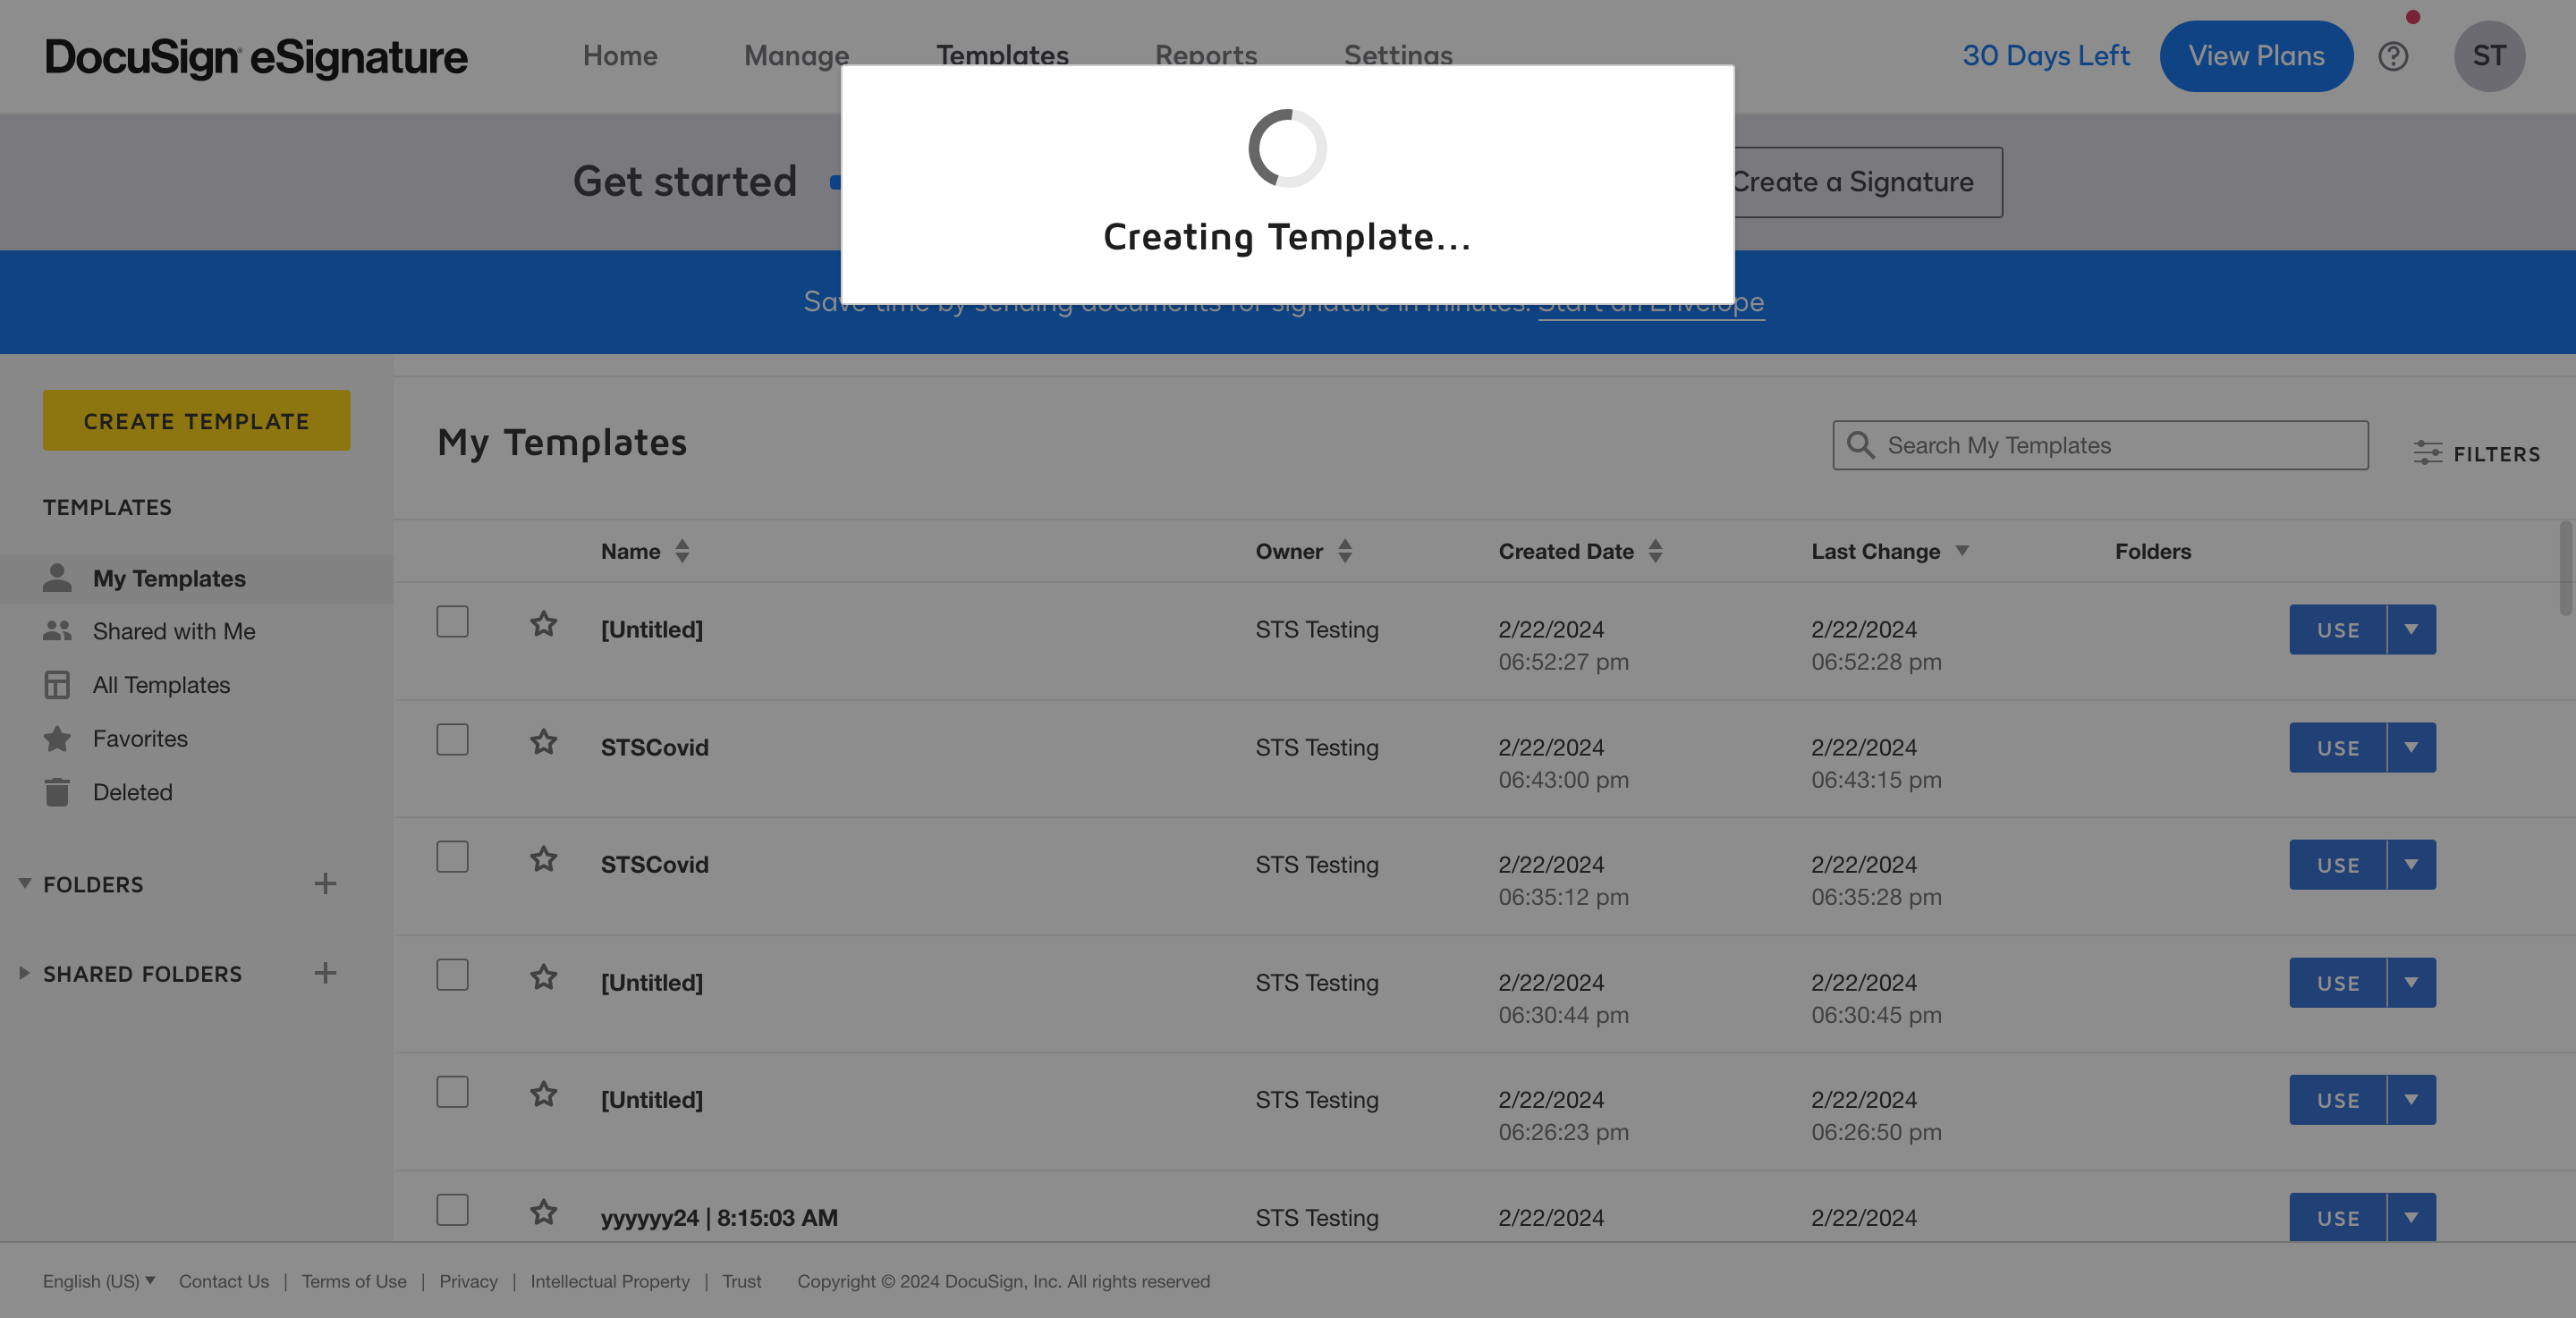 DocuSign eSignature
Home Manage Templates Reports Settings
30 Days Left View Plans ? ST
Creating Template...
Get started
Create a Signature
Save time by sending documents for signature in minutes. Start an Envelope
CREATE TEMPLATE
TEMPLATES
My Templates
Shared with Me
All Templates
Favorites
Deleted
FOLDERS
SHARED FOLDERS
My Templates
Search My Templates
FILTERS
Name Owner Created Date Last Change Folders
[Untitled] STS Testing 2/22/2024 2/22/2024 USE
06:52:27 pm 06:52:28 pm
STSCovid STS Testing 2/22/2024 2/22/2024 USE
06:43:00 pm 06:43:15 pm
STSCovid STS Testing 2/22/2024 2/22/2024 USE
06:35:12 pm 06:35:28 pm
[Untitled] STS Testing 2/22/2024 2/22/2024 USE
06:30:44 pm 06:30:45 pm
[Untitled] STS Testing 2/22/2024 2/22/2024 USE
06:26:23 pm 06:26:50 pm
yyyyyy24 | 8:15:03 AM STS Testing 2/22/2024 2/22/2024 USE
English (US) Contact Us | Terms of Use | Privacy | Intellectual Property | Trust Copyright © 2024 DocuSign, Inc. All rights reserved